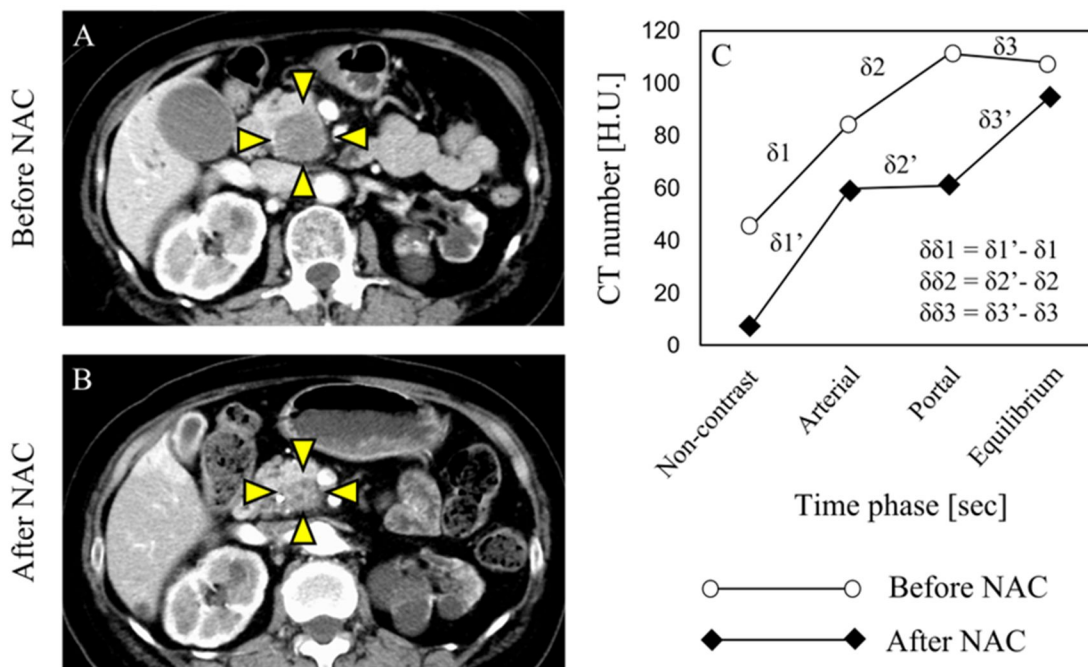 Before NAC
A
After NAC
B
C
CT number [H.U.]
120
100
80
60
40
20
0
δ1
δ2
δ3
δ1’
δ2’
δ3’
δδ1 = δ1’- δ1
δδ2 = δ2’- δ2
δδ3 = δ3’- δ3
Non-contrast
Arterial
Portal
Equilibrium
Time phase [sec]
Before NAC
After NAC